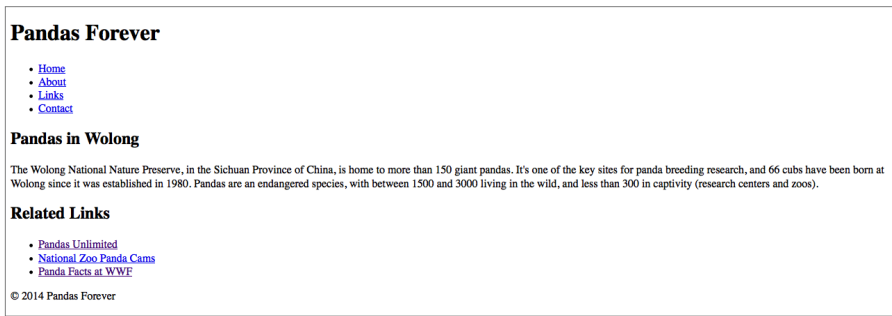 Pandas Forever
Home
About
Links
Contact
Pandas in Wolong
The Wolong National Nature Preserve, in the Sichuan Province of China, is home to more than 150 giant pandas. It's one of the key sites for panda breeding research, and 66 cubs have been born at
Wolong since it was established in 1980. Pandas are an endangered species, with between 1500 and 3000 living in the wild, and less than 300 in captivity (research centers and zoos).
Related Links
Pandas Unlimited
National Zoo Panda Cams
Panda Facts at WWF
© 2014 Pandas Forever